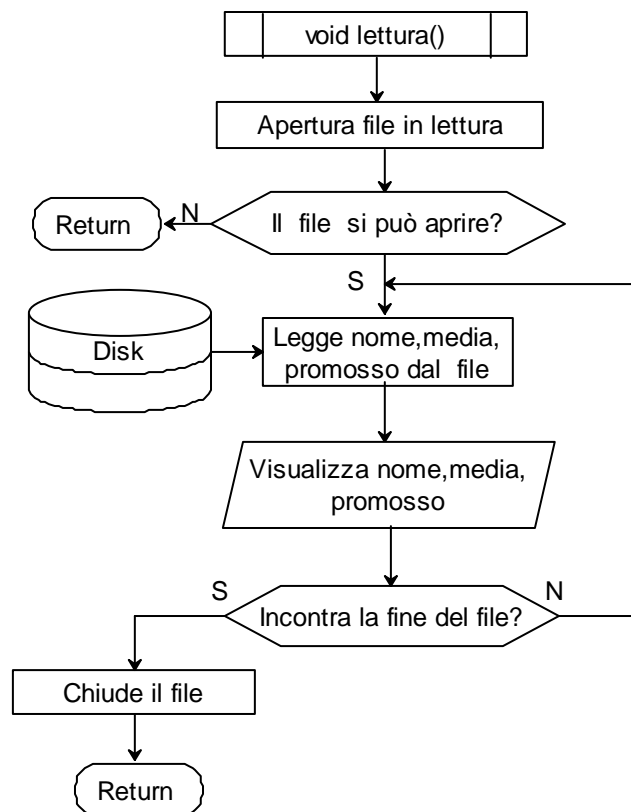 void lettura()
Apertura file in lettura
Return
N
Il file si può aprire?
S
Disk
Legge nome,media,
promosso dal file
Visualizza nome,media,
promosso
S
Incontra la fine del file?
N
Chiude il file
Return